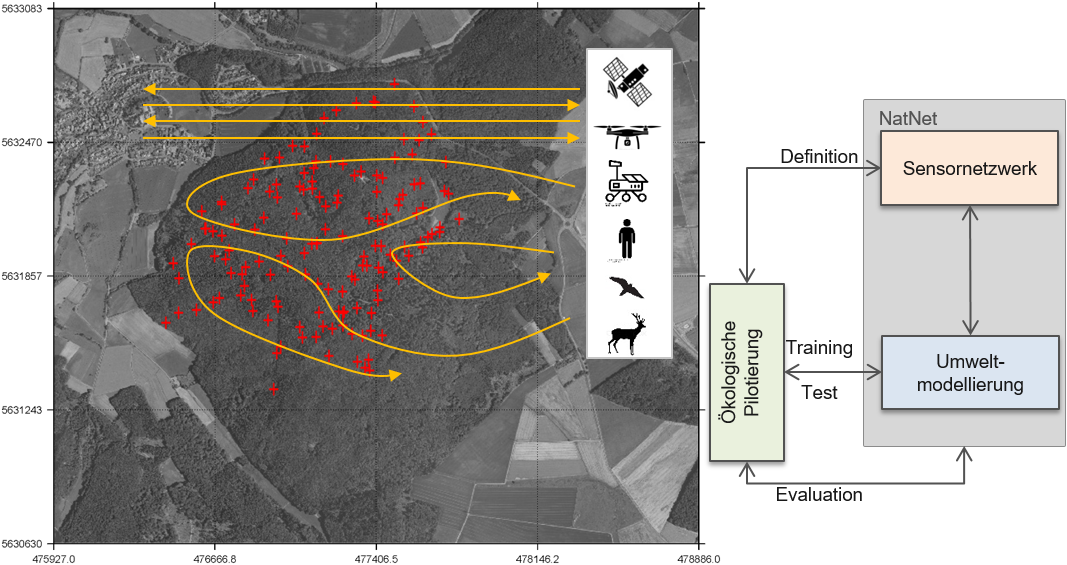 5633083
5632470
5631857
5631243
5630630
475927.0
476666.8
477406.5
478146.2
478886.0
NatNet
Sensornetzwerk
Definition
Ökologische
Pilotierung
Training
Test
Umwelt-
modellierung
Evaluation